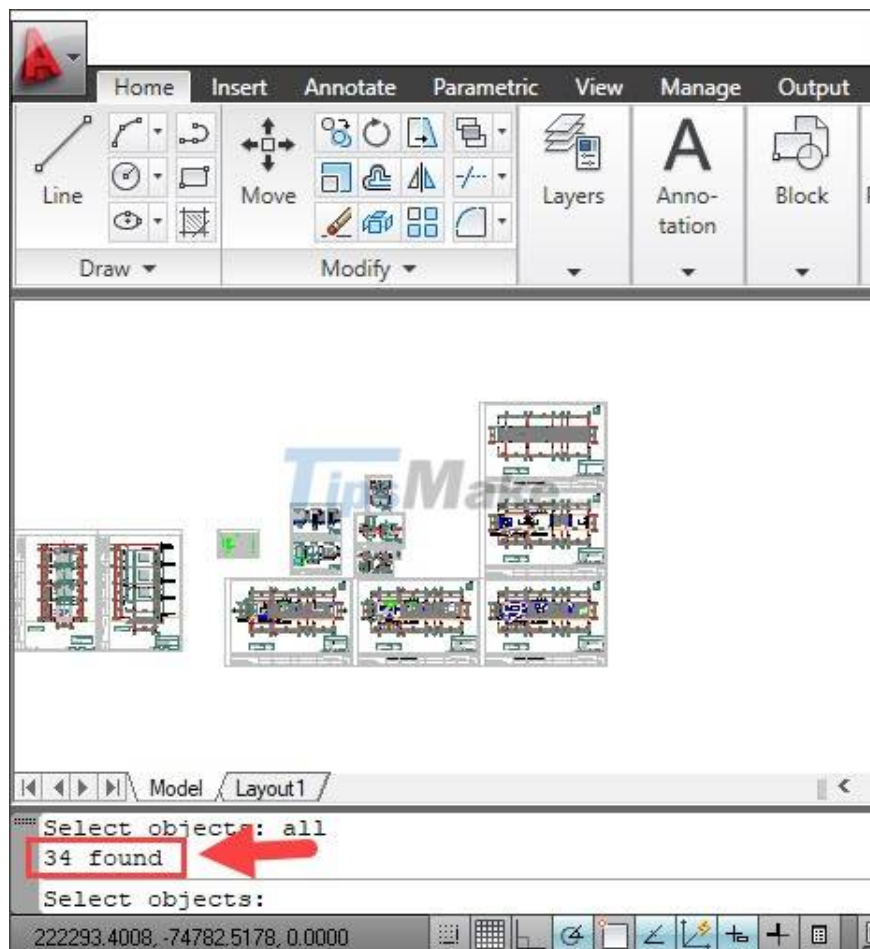 Home Insert Annotate Parametric View Manage Output
Line
Move
Layers
Anno-
tation
Block
Draw
Modify
TipsMake
Model Layout1
Select objects: all
34 found
Select objects:
222293.4008, -74782.5178, 0.0000